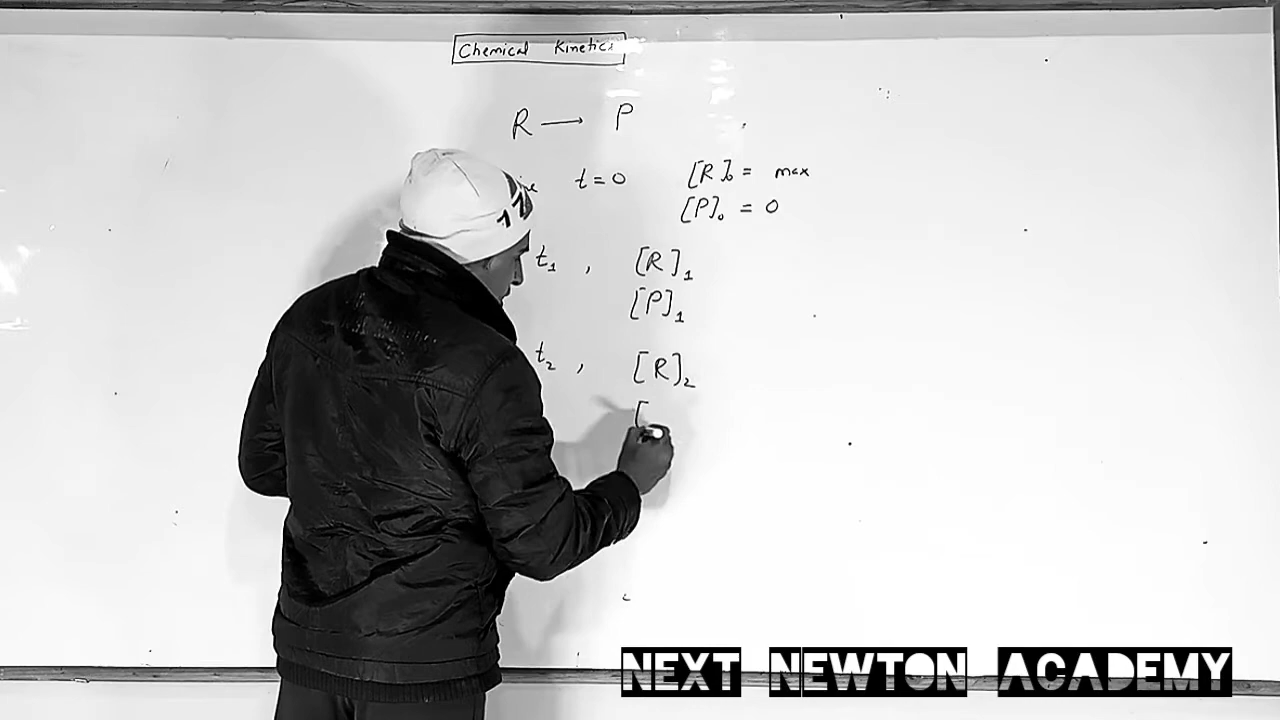 Chemical Kinetics
R → P
t=0 [R]₀ = max
[P]₀ = 0
t₁ , [R]₁
[P]₁
t₂ , [R]₂
[
NEXT NEWTON ACADEMY